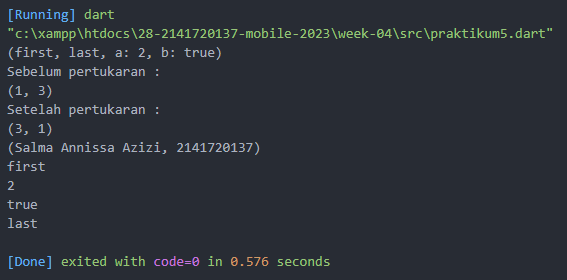 [Running] dart
"c:\xampp\htdocs\28-2141720137-mobile-2023\week-04\src\praktikum5.dart"
(first, last, a: 2, b: true)
Sebelum pertukaran :
(1, 3)
Setelah pertukaran :
(3, 1)
(Salma Annissa Azizi, 2141720137)
first
2
true
last
[Done] exited with code=0 in 0.576 seconds